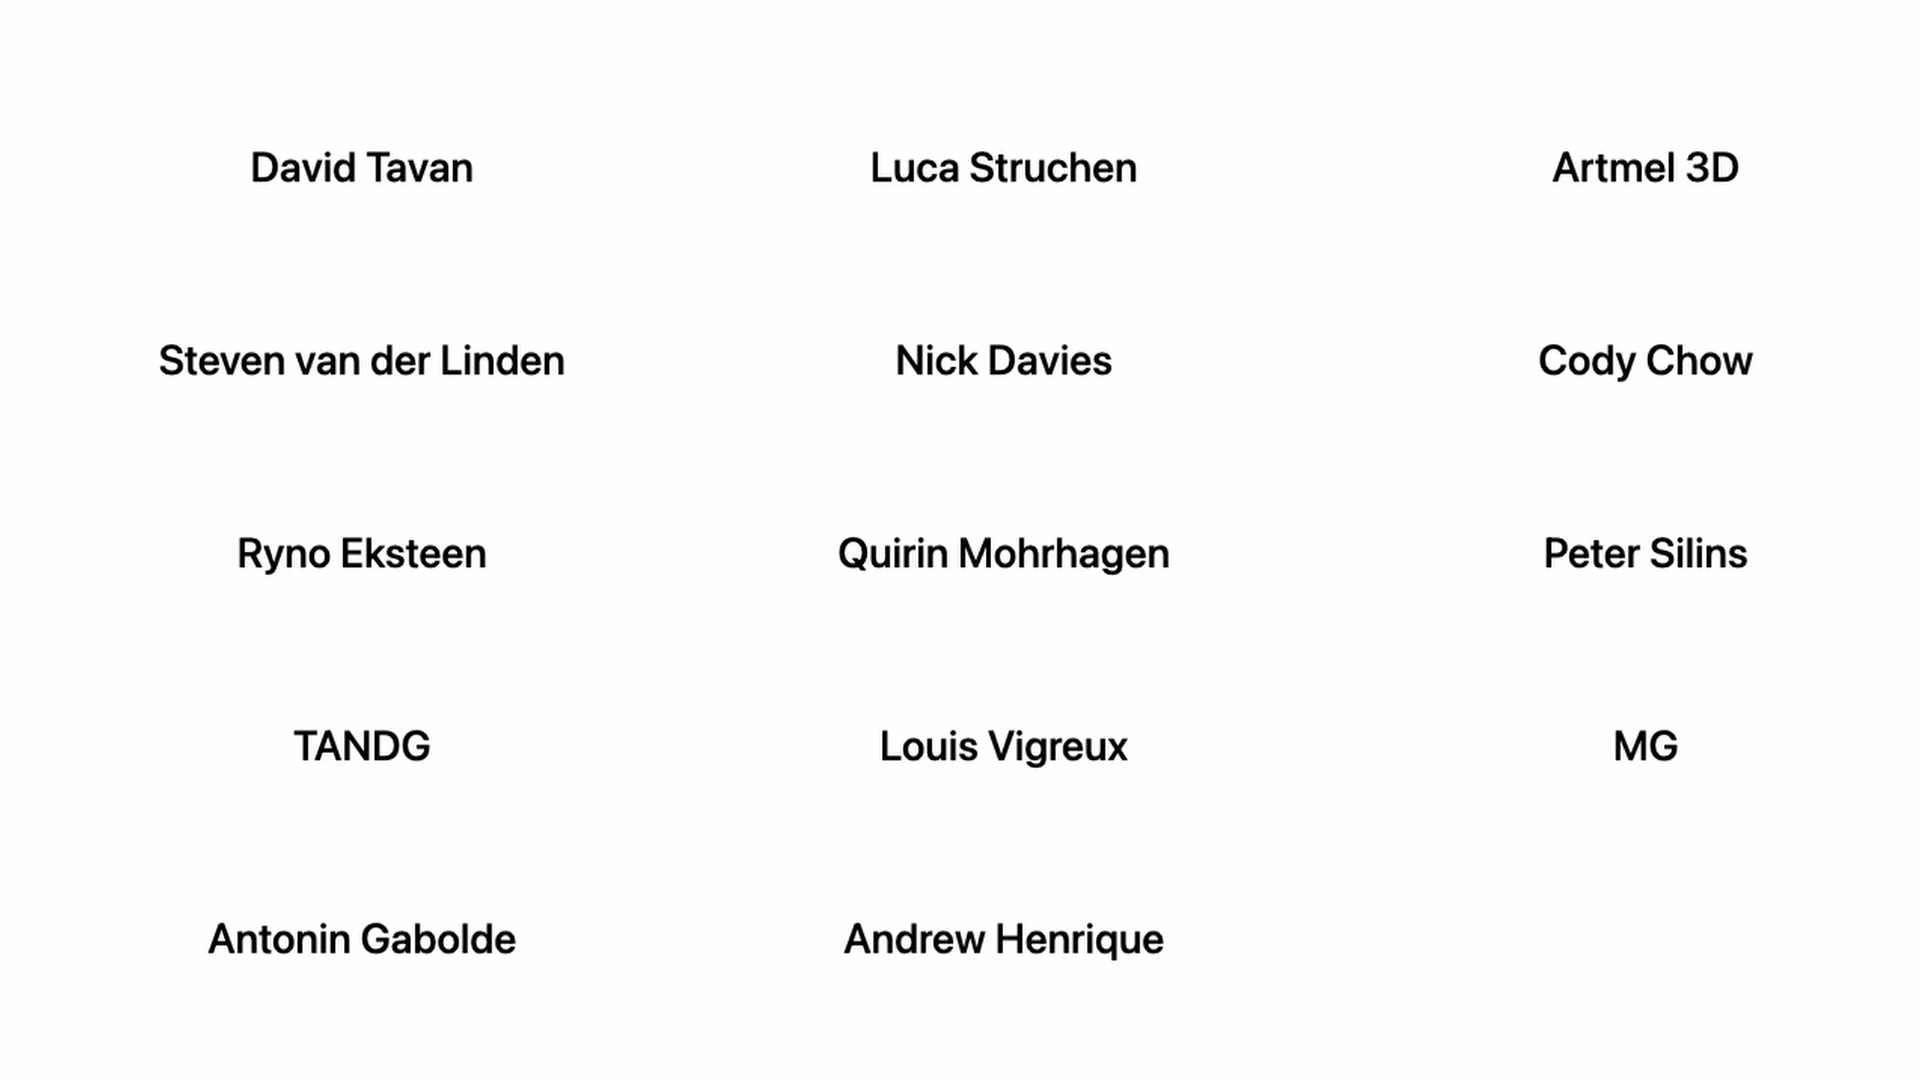 David Tavan
Luca Struchen
Artmel 3D
Steven van der Linden
Nick Davies
Cody Chow
Ryno Eksteen
Quirin Mohrhagen
Peter Silins
TANDG
Louis Vigreux
MG
Antonin Gabolde
Andrew Henrique